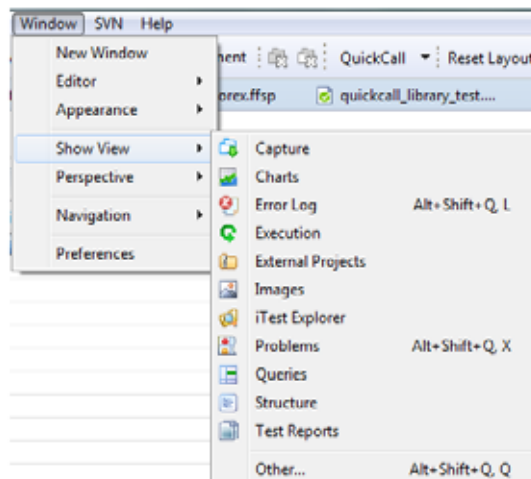 Window SVN Help
New Window
Editor
Appearance
Show View
Perspective
Navigation
Preferences
QuickCall
Reset Layout
orex.ffsp
quickcall_library_test....
Capture
Charts
Error Log Alt+Shift+Q, L
Execution
External Projects
Images
iTest Explorer
Problems Alt+Shift+Q, X
Queries
Structure
Test Reports
Other... Alt+Shift+Q, Q